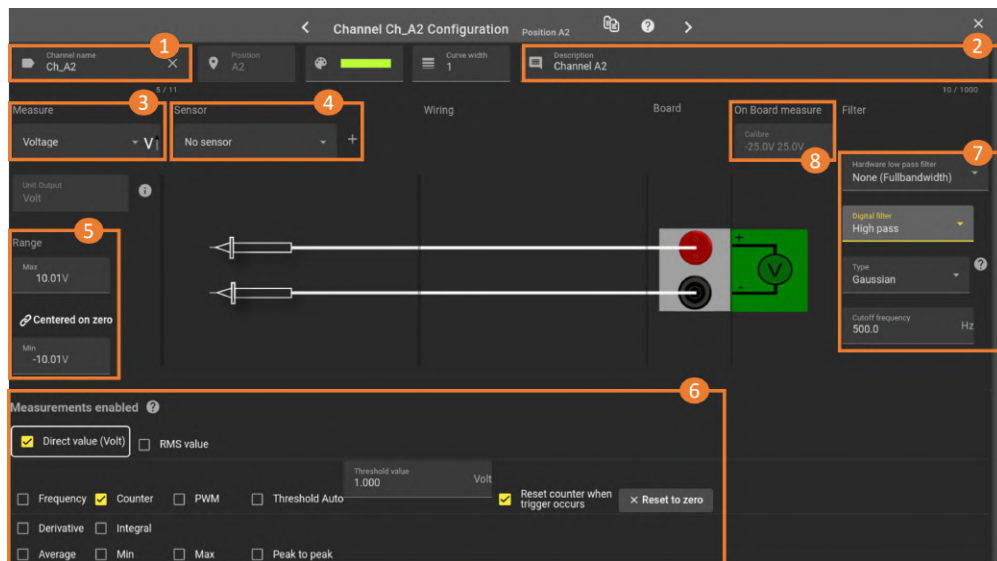 Channel Ch_A2 Configuration Position A2
1
2
Channel name
Ch_A2
Position
A2
Curve width
1
Description
Channel A2
5 / 11
10 / 1000
Measure
3
Sensor
4
Wiring
Board
On Board measure
Filter
Voltage
V
No sensor
+
Calibre
-25.0V 25.0V
8
7
Hardware low pass filter
None (Fullbandwidth)
Unit Output
Volt
Digital filter
High pass
5
Range
Max
10.01V
+
V
-
Type
Gaussian
Centered on zero
Cutoff frequency
500.0 Hz
Min
-10.01V
6
Measurements enabled
Direct value (Volt) RMS value
Threshold value
1.000 Volt
Frequency Counter PWM Threshold Auto
Reset counter when
trigger occurs
× Reset to zero
Derivative Integral
Average Min Max Peak to peak